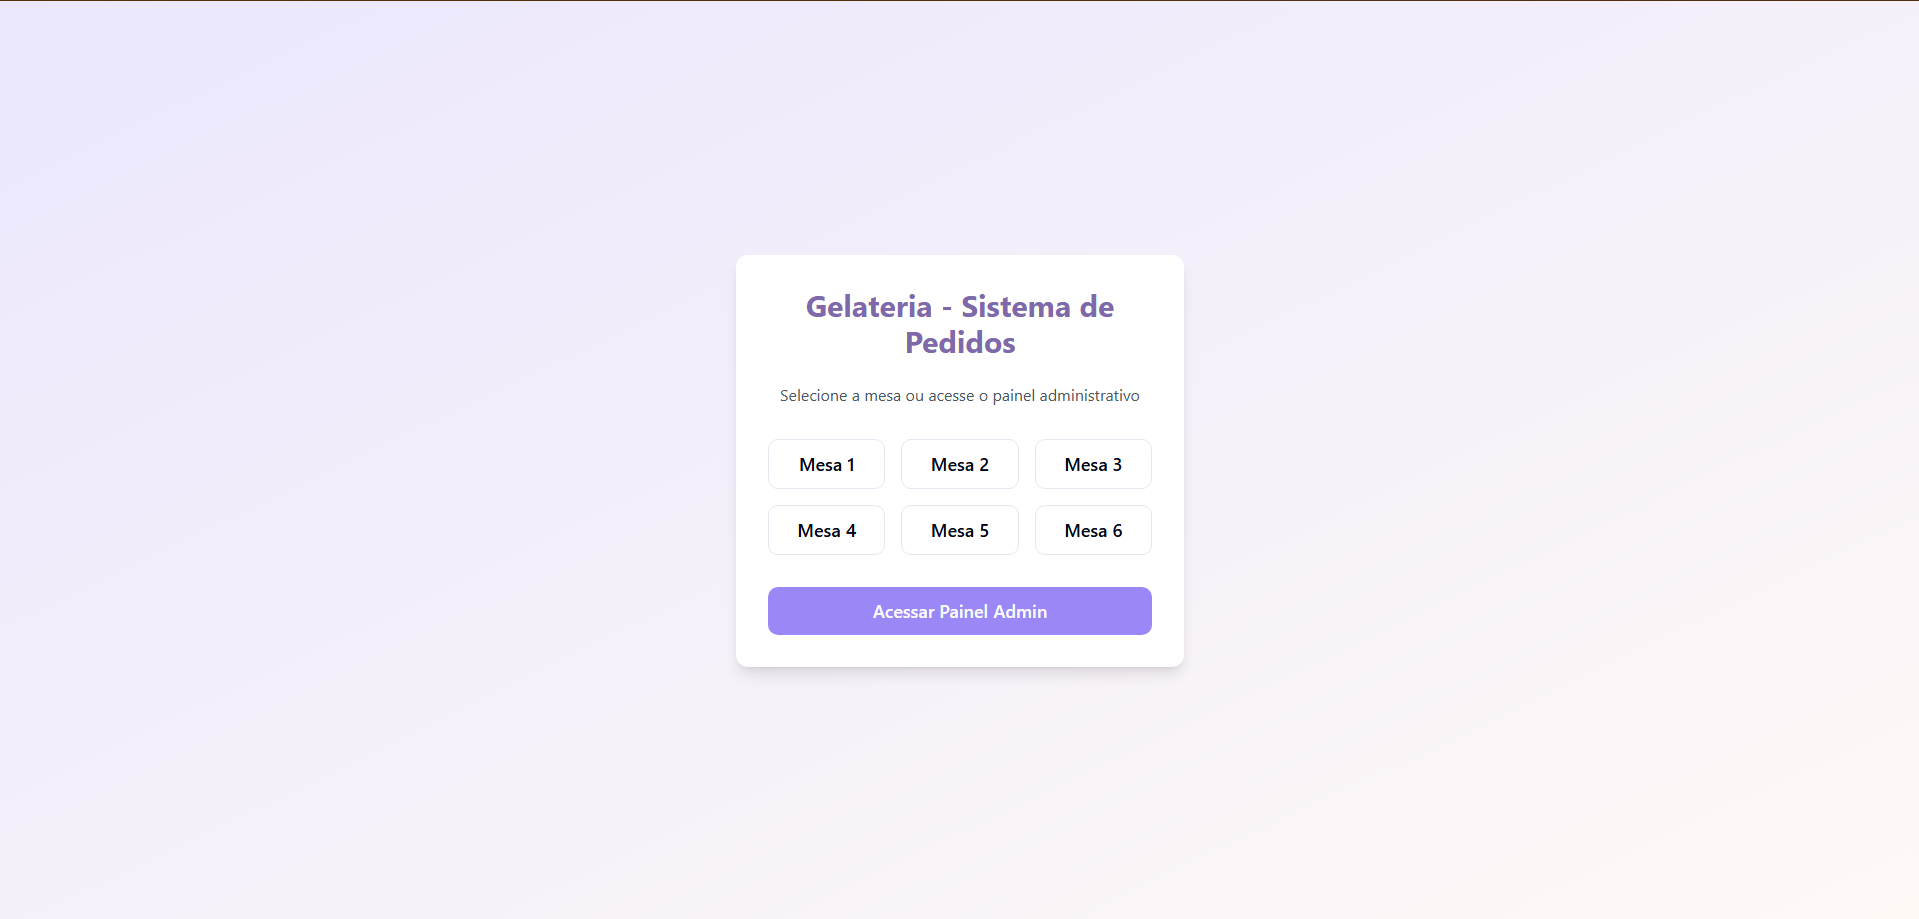 Gelateria - Sistema de
Pedidos
Selecione a mesa ou acesse o painel administrativo
Mesa 1
Mesa 2
Mesa 3
Mesa 4
Mesa 5
Mesa 6
Acessar Painel Admin